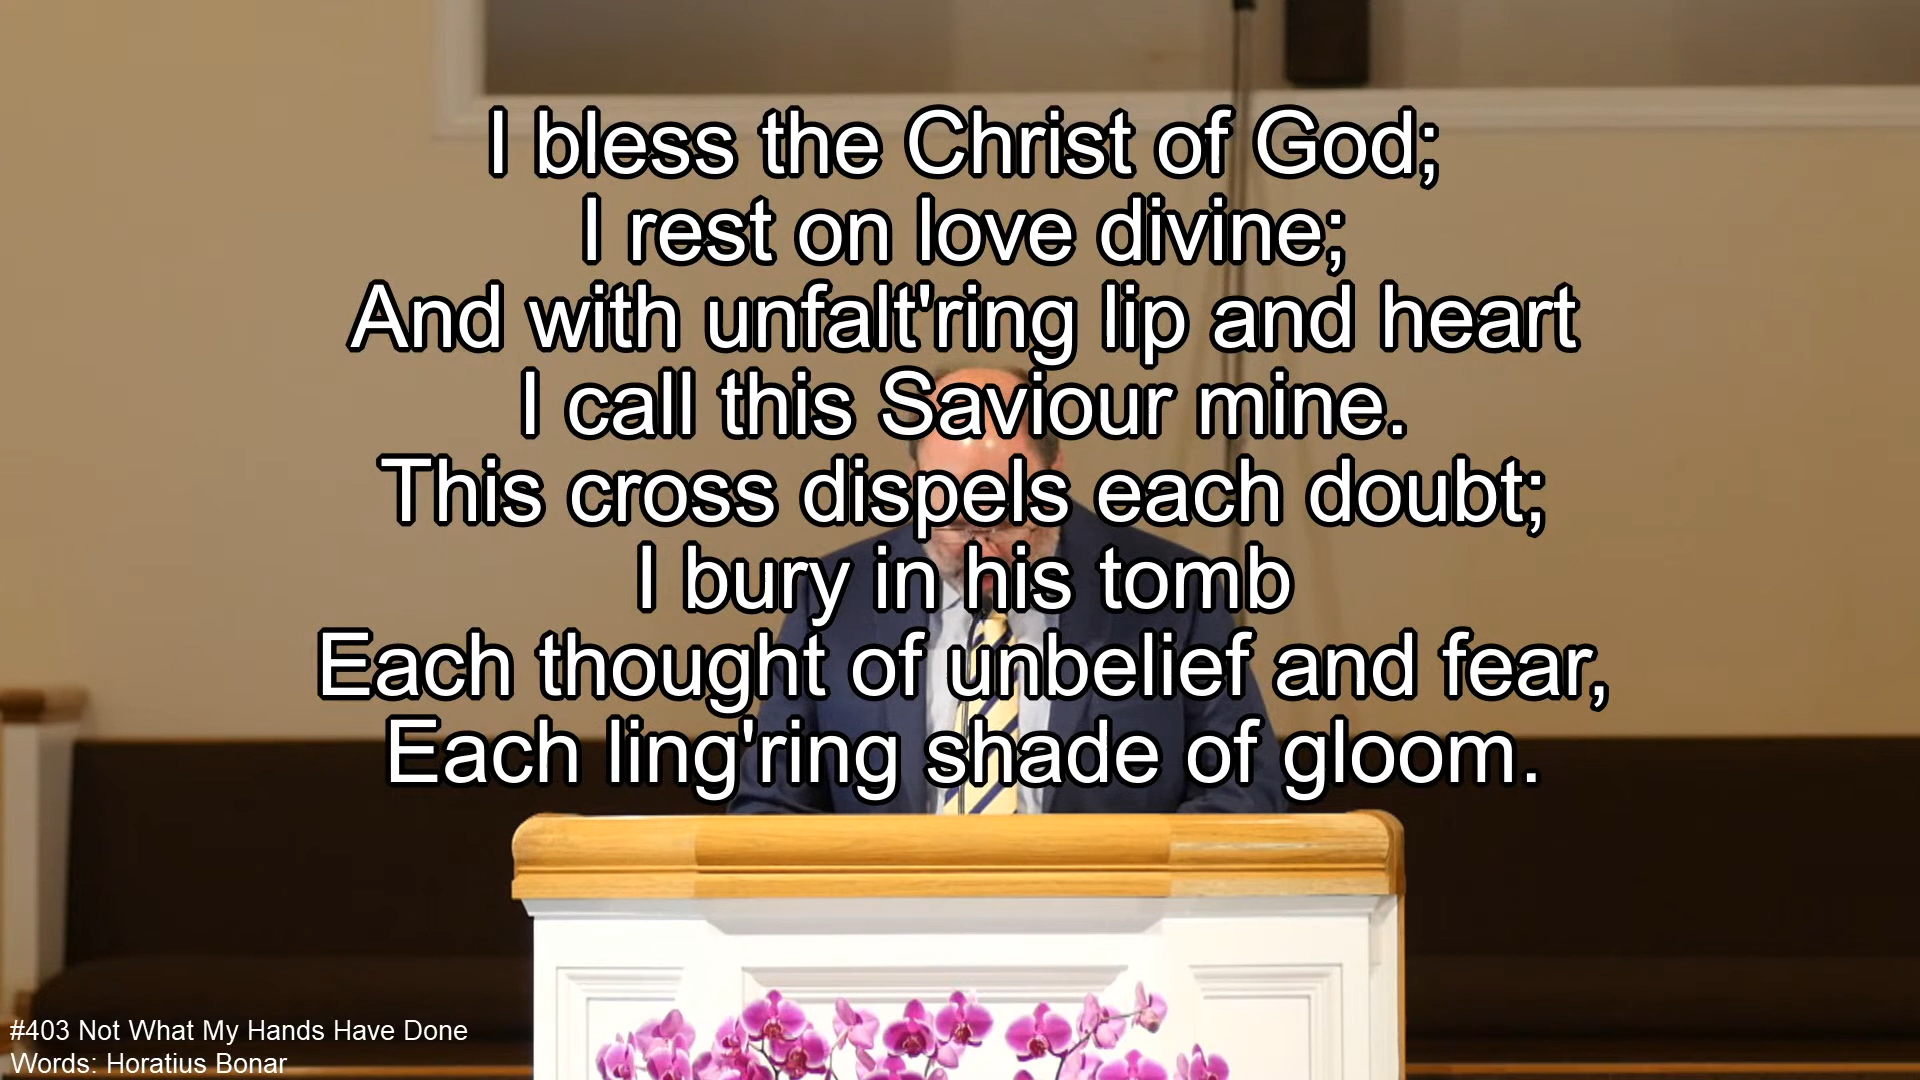 I bless the Christ of God;
I rest on love divine;
And with unfalt'ring lip and heart
I call this Saviour mine.
This cross dispels each doubt;
I bury in his tomb
Each thought of unbelief and fear,
Each ling'ring shade of gloom.
#403 Not What My Hands Have Done
Words: Horatius Bonar